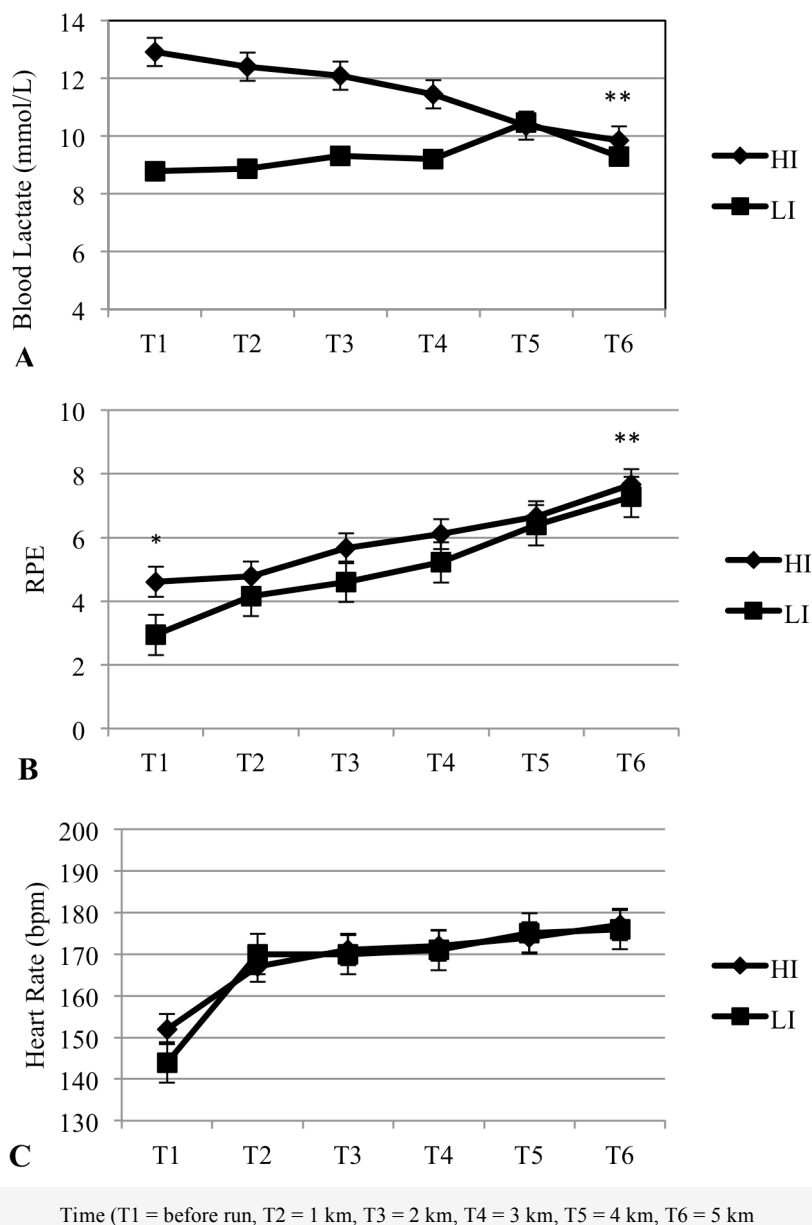 14
12
10
8
6
4
Blood Lactate (mmol/L)
**
HI
LI
T1 T2 T3 T4 T5 T6
A
10
8
6
4
2
0
RPE
*
**
HI
LI
T1 T2 T3 T4 T5 T6
B
200
190
180
170
160
150
140
130
Heart Rate (bpm)
HI
LI
T1 T2 T3 T4 T5 T6
C
Time (T1 = before run, T2 = 1 km, T3 = 2 km, T4 = 3 km, T5 = 4 km, T6 = 5 km